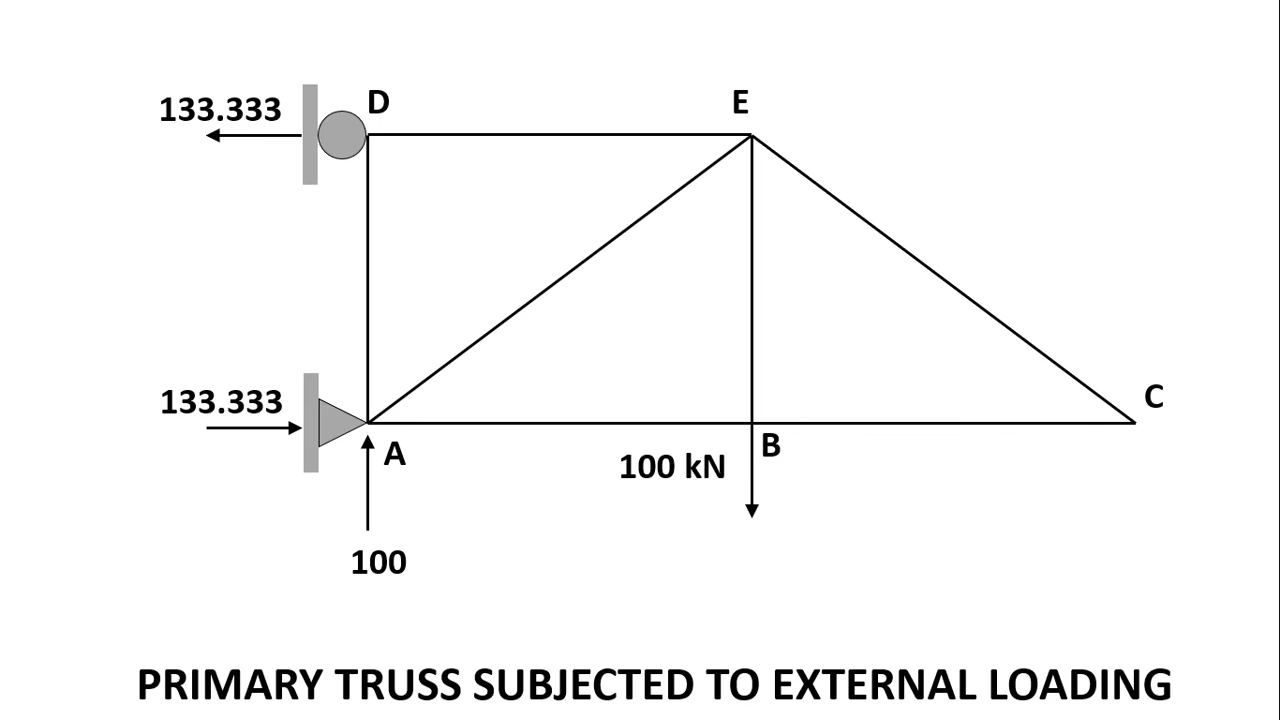 133.333
D
E
133.333
A
B
C
100 kN
100
PRIMARY TRUSS SUBJECTED TO EXTERNAL LOADING